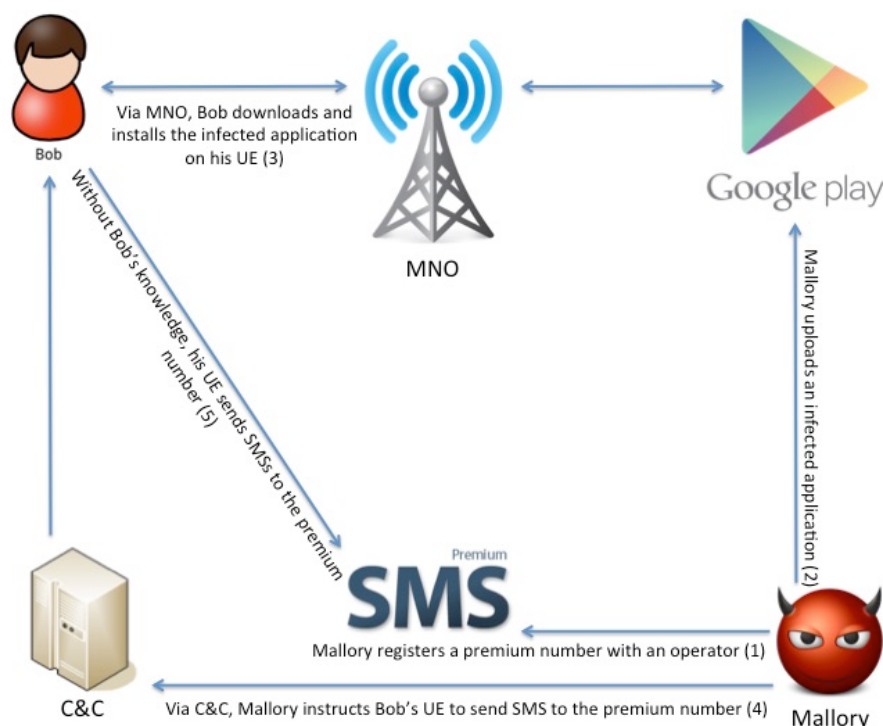 Bob
Via MNO, Bob downloads and
installs the infected application
on his UE (3)
MNO
Google play
Without Bob's knowledge, his UE sends SMSs to the premium
number (5)
Mallory uploads an infected application (2)
Premium
SMS
Mallory registers a premium number with an operator (1)
C&C
Via C&C, Mallory instructs Bob's UE to send SMS to the premium number (4)
Mallory